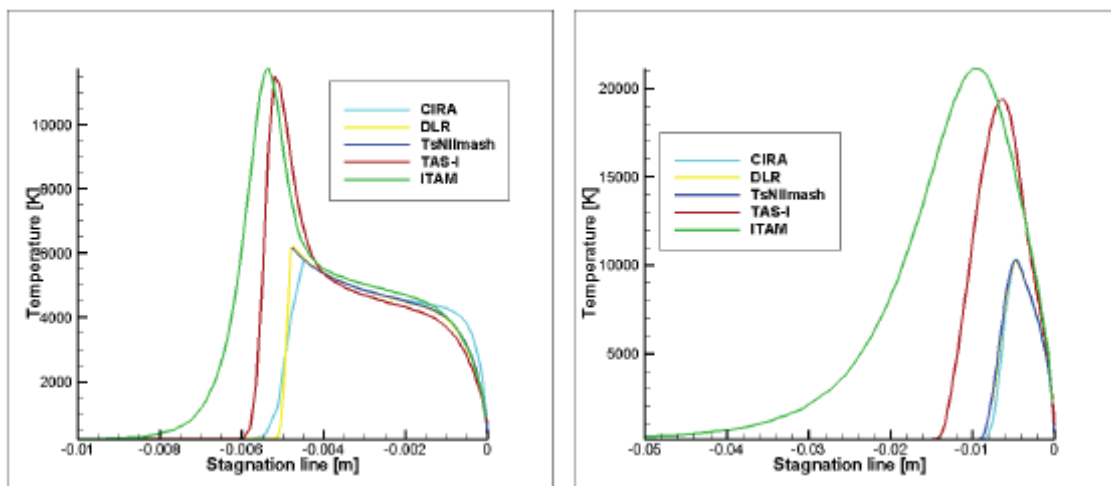 10000
8000
6000
4000
2000
Temperature [K]
CIRA
DLR
TsNIImash
TAS-I
ITAM
-0.01
-0.008
-0.006
-0.004
-0.002
0
Stagnation line [m]
20000
15000
10000
5000
Temperature [K]
CIRA
DLR
TsNIImash
TAS-I
ITAM
-0.05
-0.04
-0.03
-0.02
-0.01
0
Stagnation line [m]